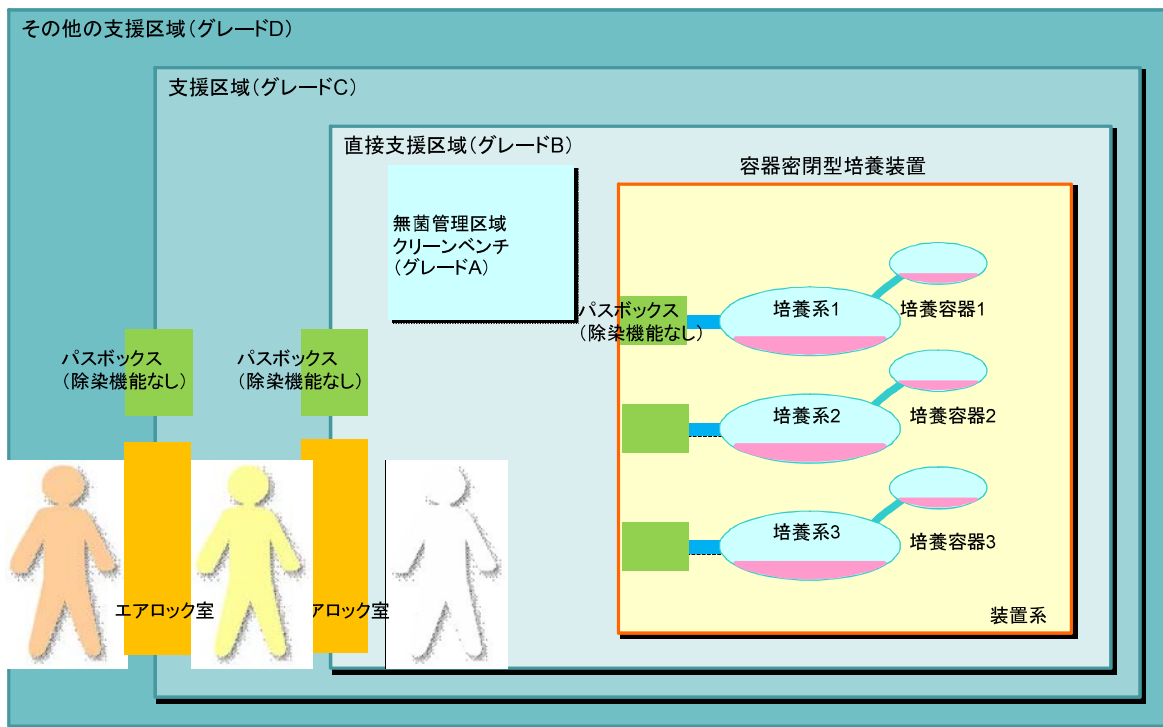 その他の支援区域(グレードD)
支援区域(グレードC)
直接支援区域(グレードB)
容器密閉型培養装置
無菌管理区域
クリーンベンチ
(グレードA)
パスボックス
(除染機能なし)
培養系1
培養容器1
パスボックス
(除染機能なし)
パスボックス
(除染機能なし)
培養系2
培養容器2
培養系3
培養容器3
エアロック室
アロック室
装置系